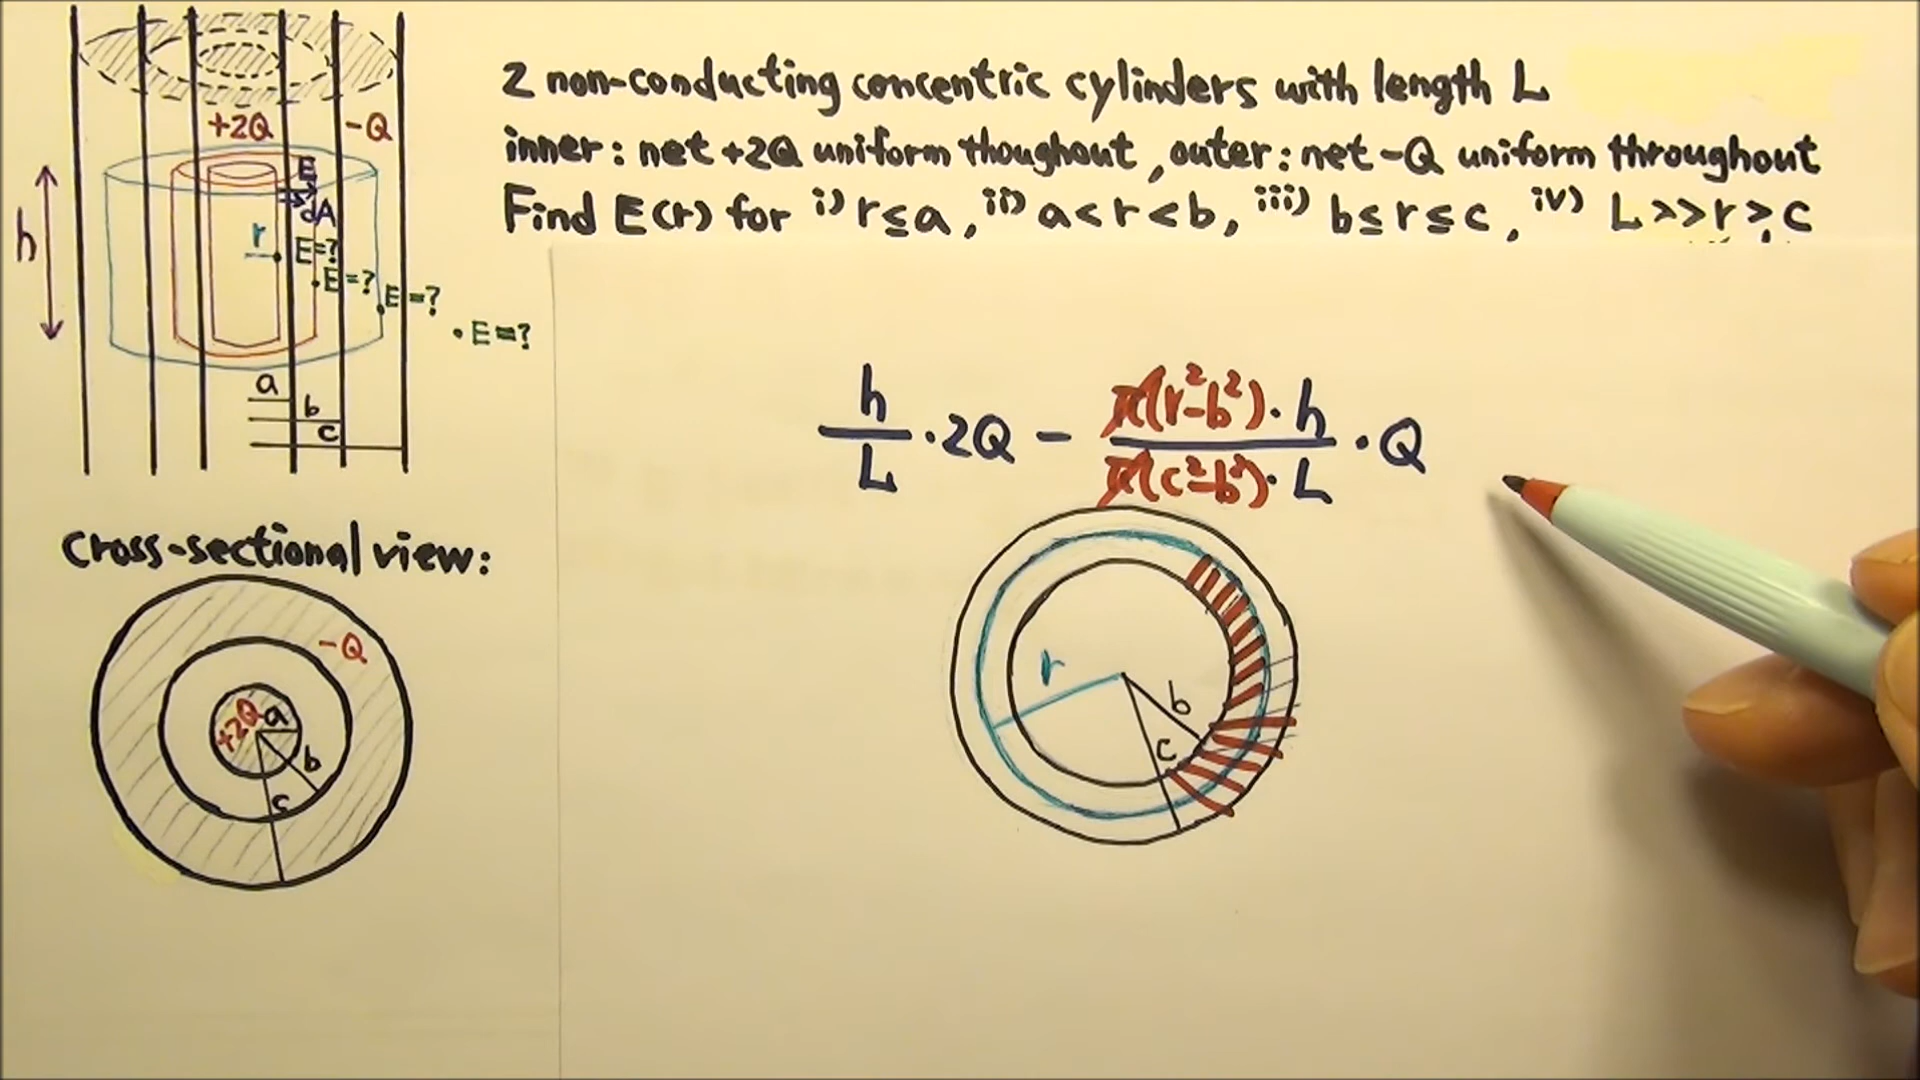 2 non-conducting concentric cylinders with length L
inner: net +2Q uniform thoughout, outer: net -Q uniform throughout
Find E(r) for i) r≤a, ii) a<r<b, iii) b≤r≤c, iv) L>>r>c
+2Q -Q
E
dA
h
r
E=?
E=?
E=?
E=?
a
b
c
h/L · 2Q - π(r²-b²)·h / π(c²-b²)·L · Q
cross-sectional view:
-Q
+2Q a
b
c
r
b
c